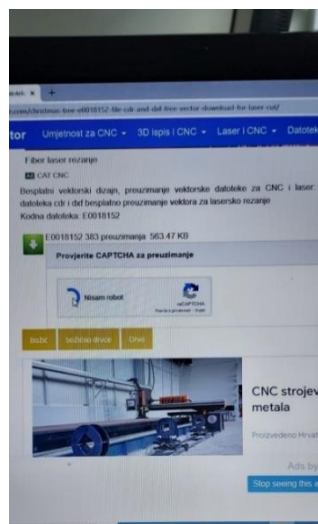 .com/christmas-tree-e0018152-file-cdr-and-dxf-free-vector-download-for-laser-cut/
tor Umjetnost za CNC 3D ispis i CNC Laser i CNC Datotek
Fiber laser rezanje
CAT CNC
Besplatni vektorski dizajn, preuzimanje vektorske datoteke za CNC i laser:
datoteka cdr i dxf besplatno preuzimanje vektora za lasersko rezanje
Kodna datoteka: E0018152
E0018152 383 preuzimanja 563.47 KB
Provjerite CAPTCHA za preuzimanje
Nisam robot
reCAPTCHA
Božić božićno drvce Drvo
CNC strojev
metala
Proizvedeno Hrvat
Ads by
Stop seeing this a